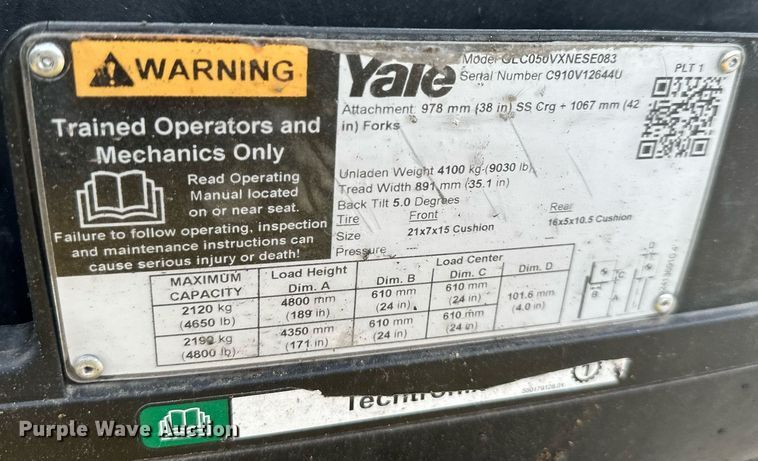 WARNING
Trained Operators and
Mechanics Only
Read Operating
Manual located
on or near seat.
Failure to follow operating, inspection
and maintenance instructions can
cause serious injury or death!
Yale
Model GLC050VXNESE083
Serial Number C910V12644U
PLT 1
Attachment 978 mm (38 in) SS Crg + 1067 mm (42
in) Forks
Unladen Weight 4100 kg (9030 lb)
Tread Width 891 mm (35.1 in)
Back Tilt 5.0 Degrees
Tire Front Rear
Size 21x7x15 Cushion 16x5x10.5 Cushion
Pressure
MAXIMUM CAPACITY Load Height Dim. A Load Center Dim. B Dim. C Dim. D
2120 kg 4800 mm 610 mm 610 mm 101.6 mm
(4650 lb) (189 in) (24 in) (24 in) (4.0 in)
2190 kg 4350 mm 610 mm 610 mm
(4800 lb) (171 in) (24 in) (24 in)
D
A
B
C
Purple Wave Auction